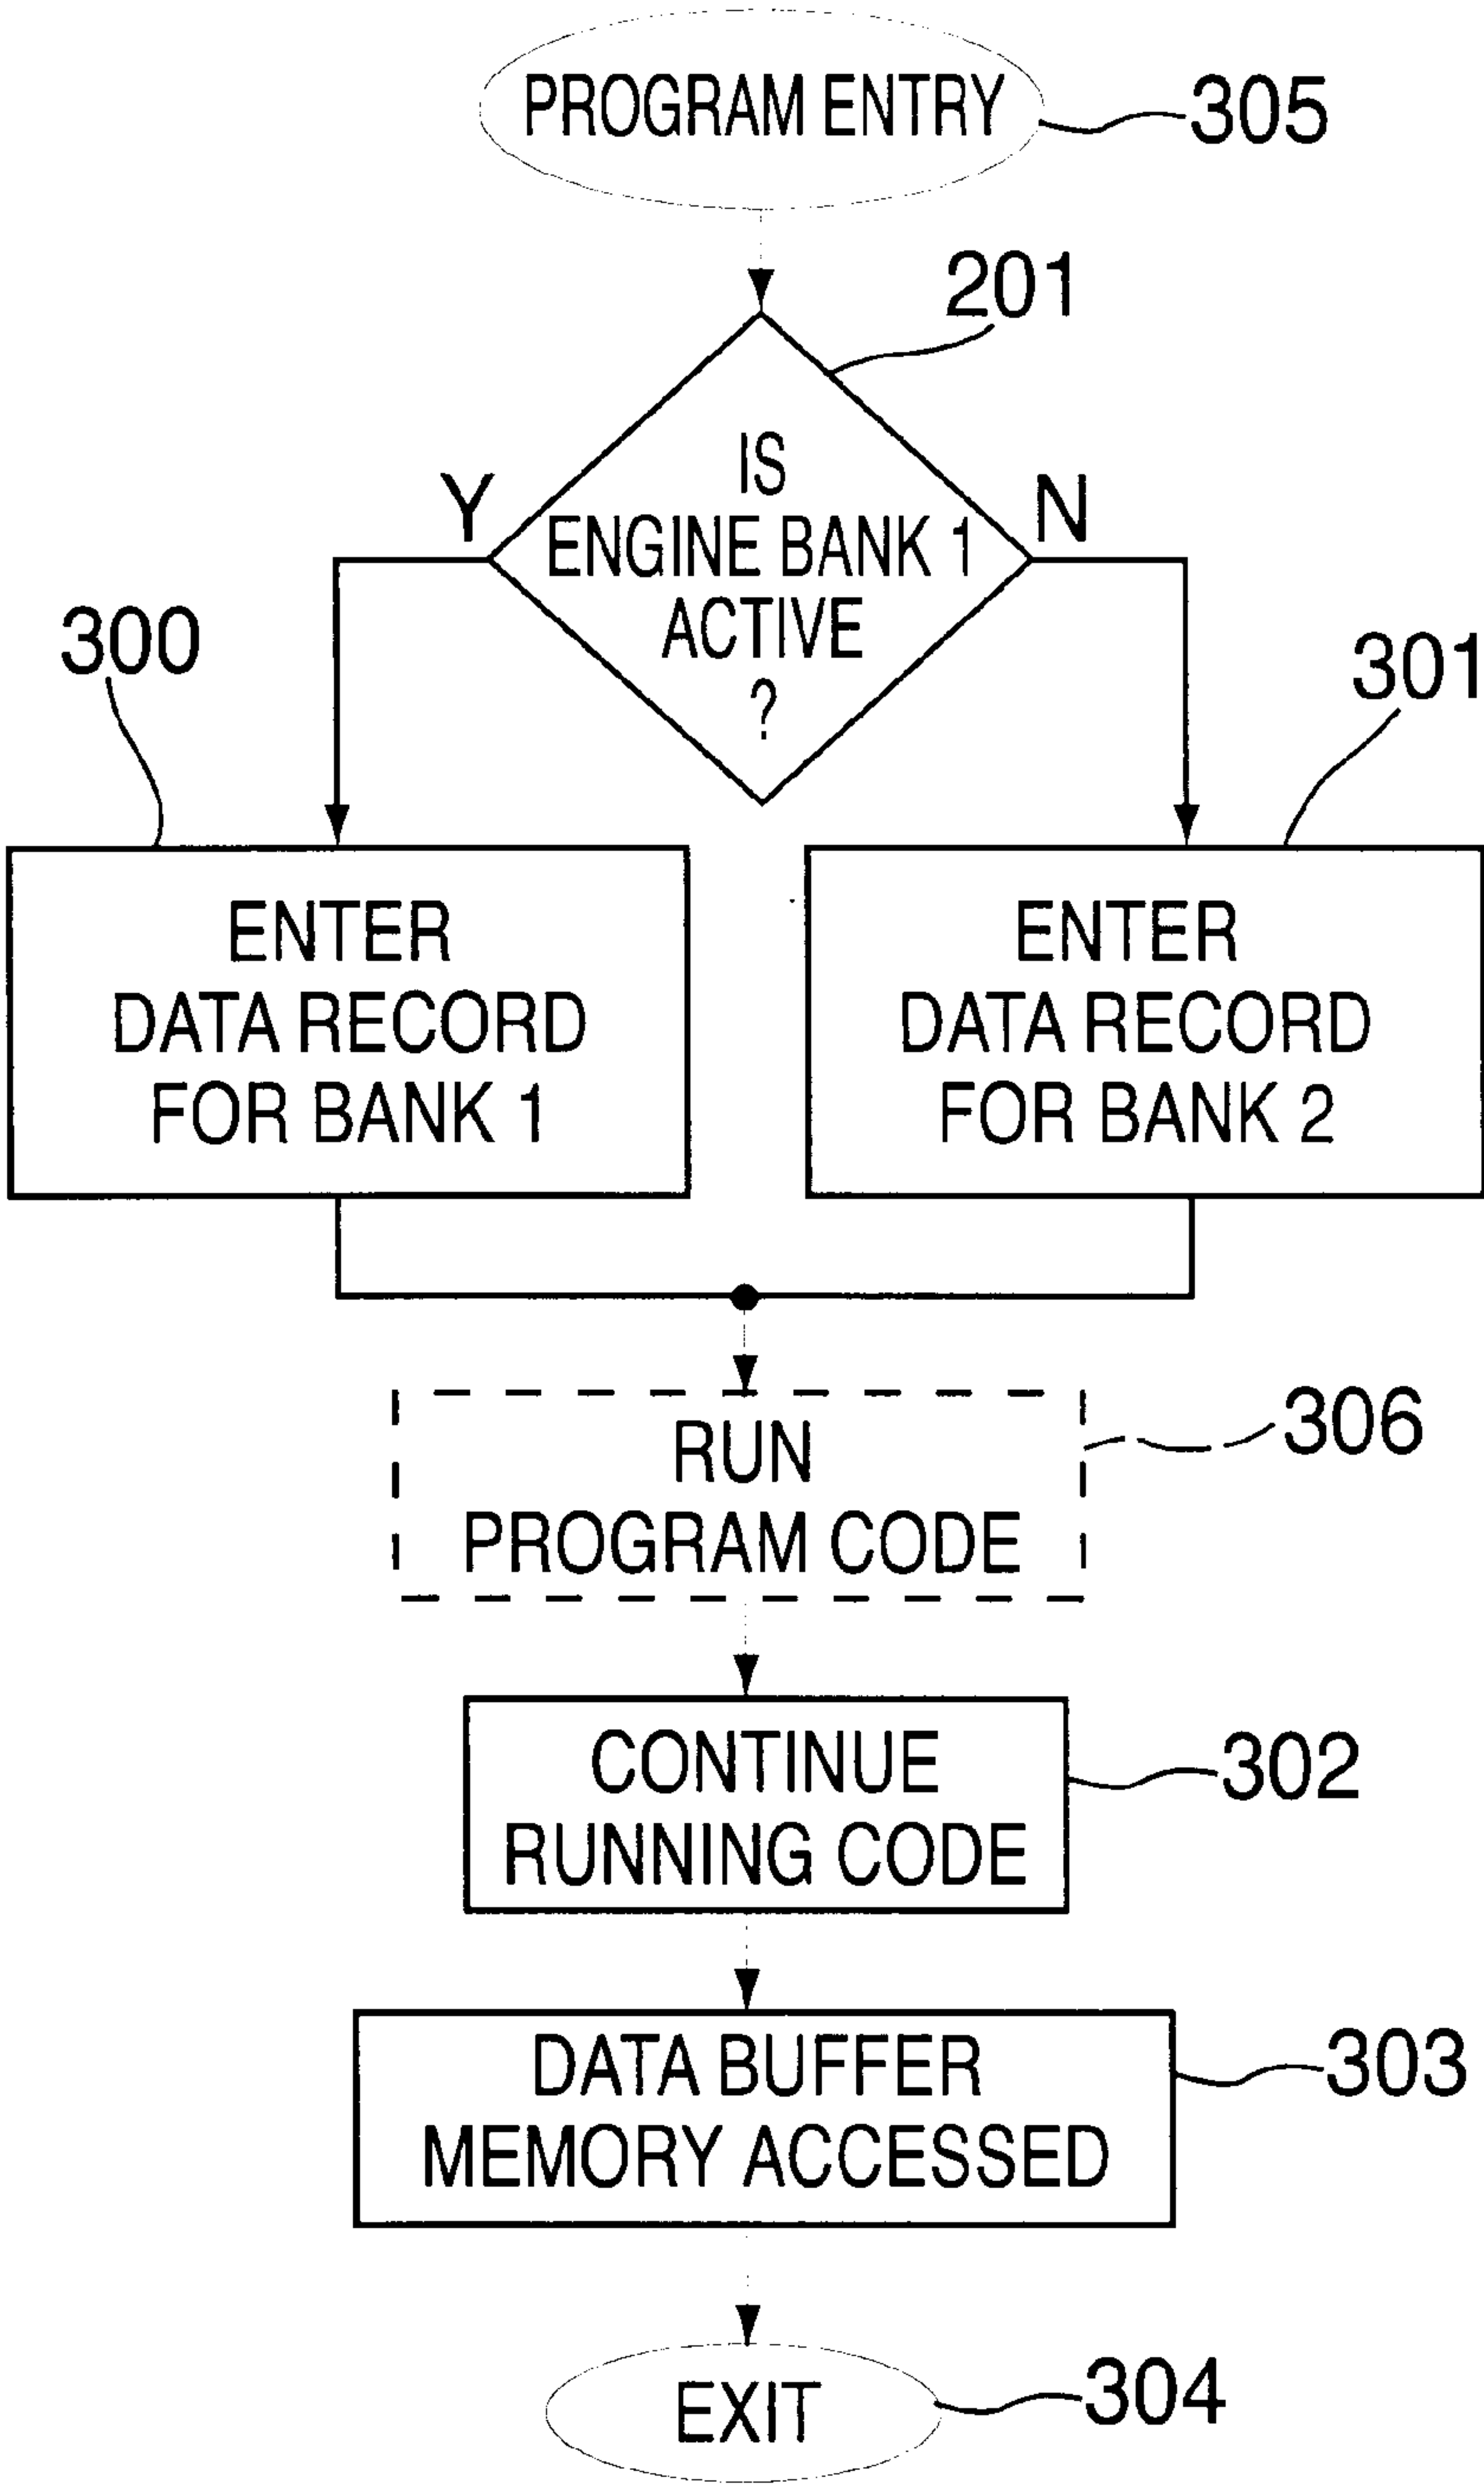 PROGRAM ENTRY
305
201
IS
ENGINE BANK 1
ACTIVE
?
Y
N
300
301
ENTER
DATA RECORD
FOR BANK 1
ENTER
DATA RECORD
FOR BANK 2
RUN
PROGRAM CODE
306
CONTINUE
RUNNING CODE
302
DATA BUFFER
MEMORY ACCESSED
303
EXIT
304